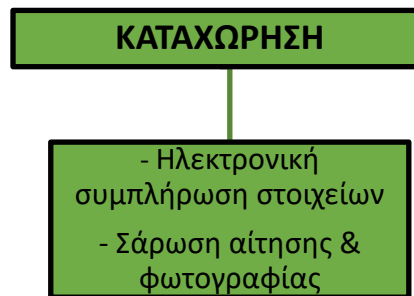 ΚΑΤΑΧΩΡΗΣΗ
- Ηλεκτρονική
συμπλήρωση στοιχείων
- Σάρωση αίτησης &
φωτογραφίας